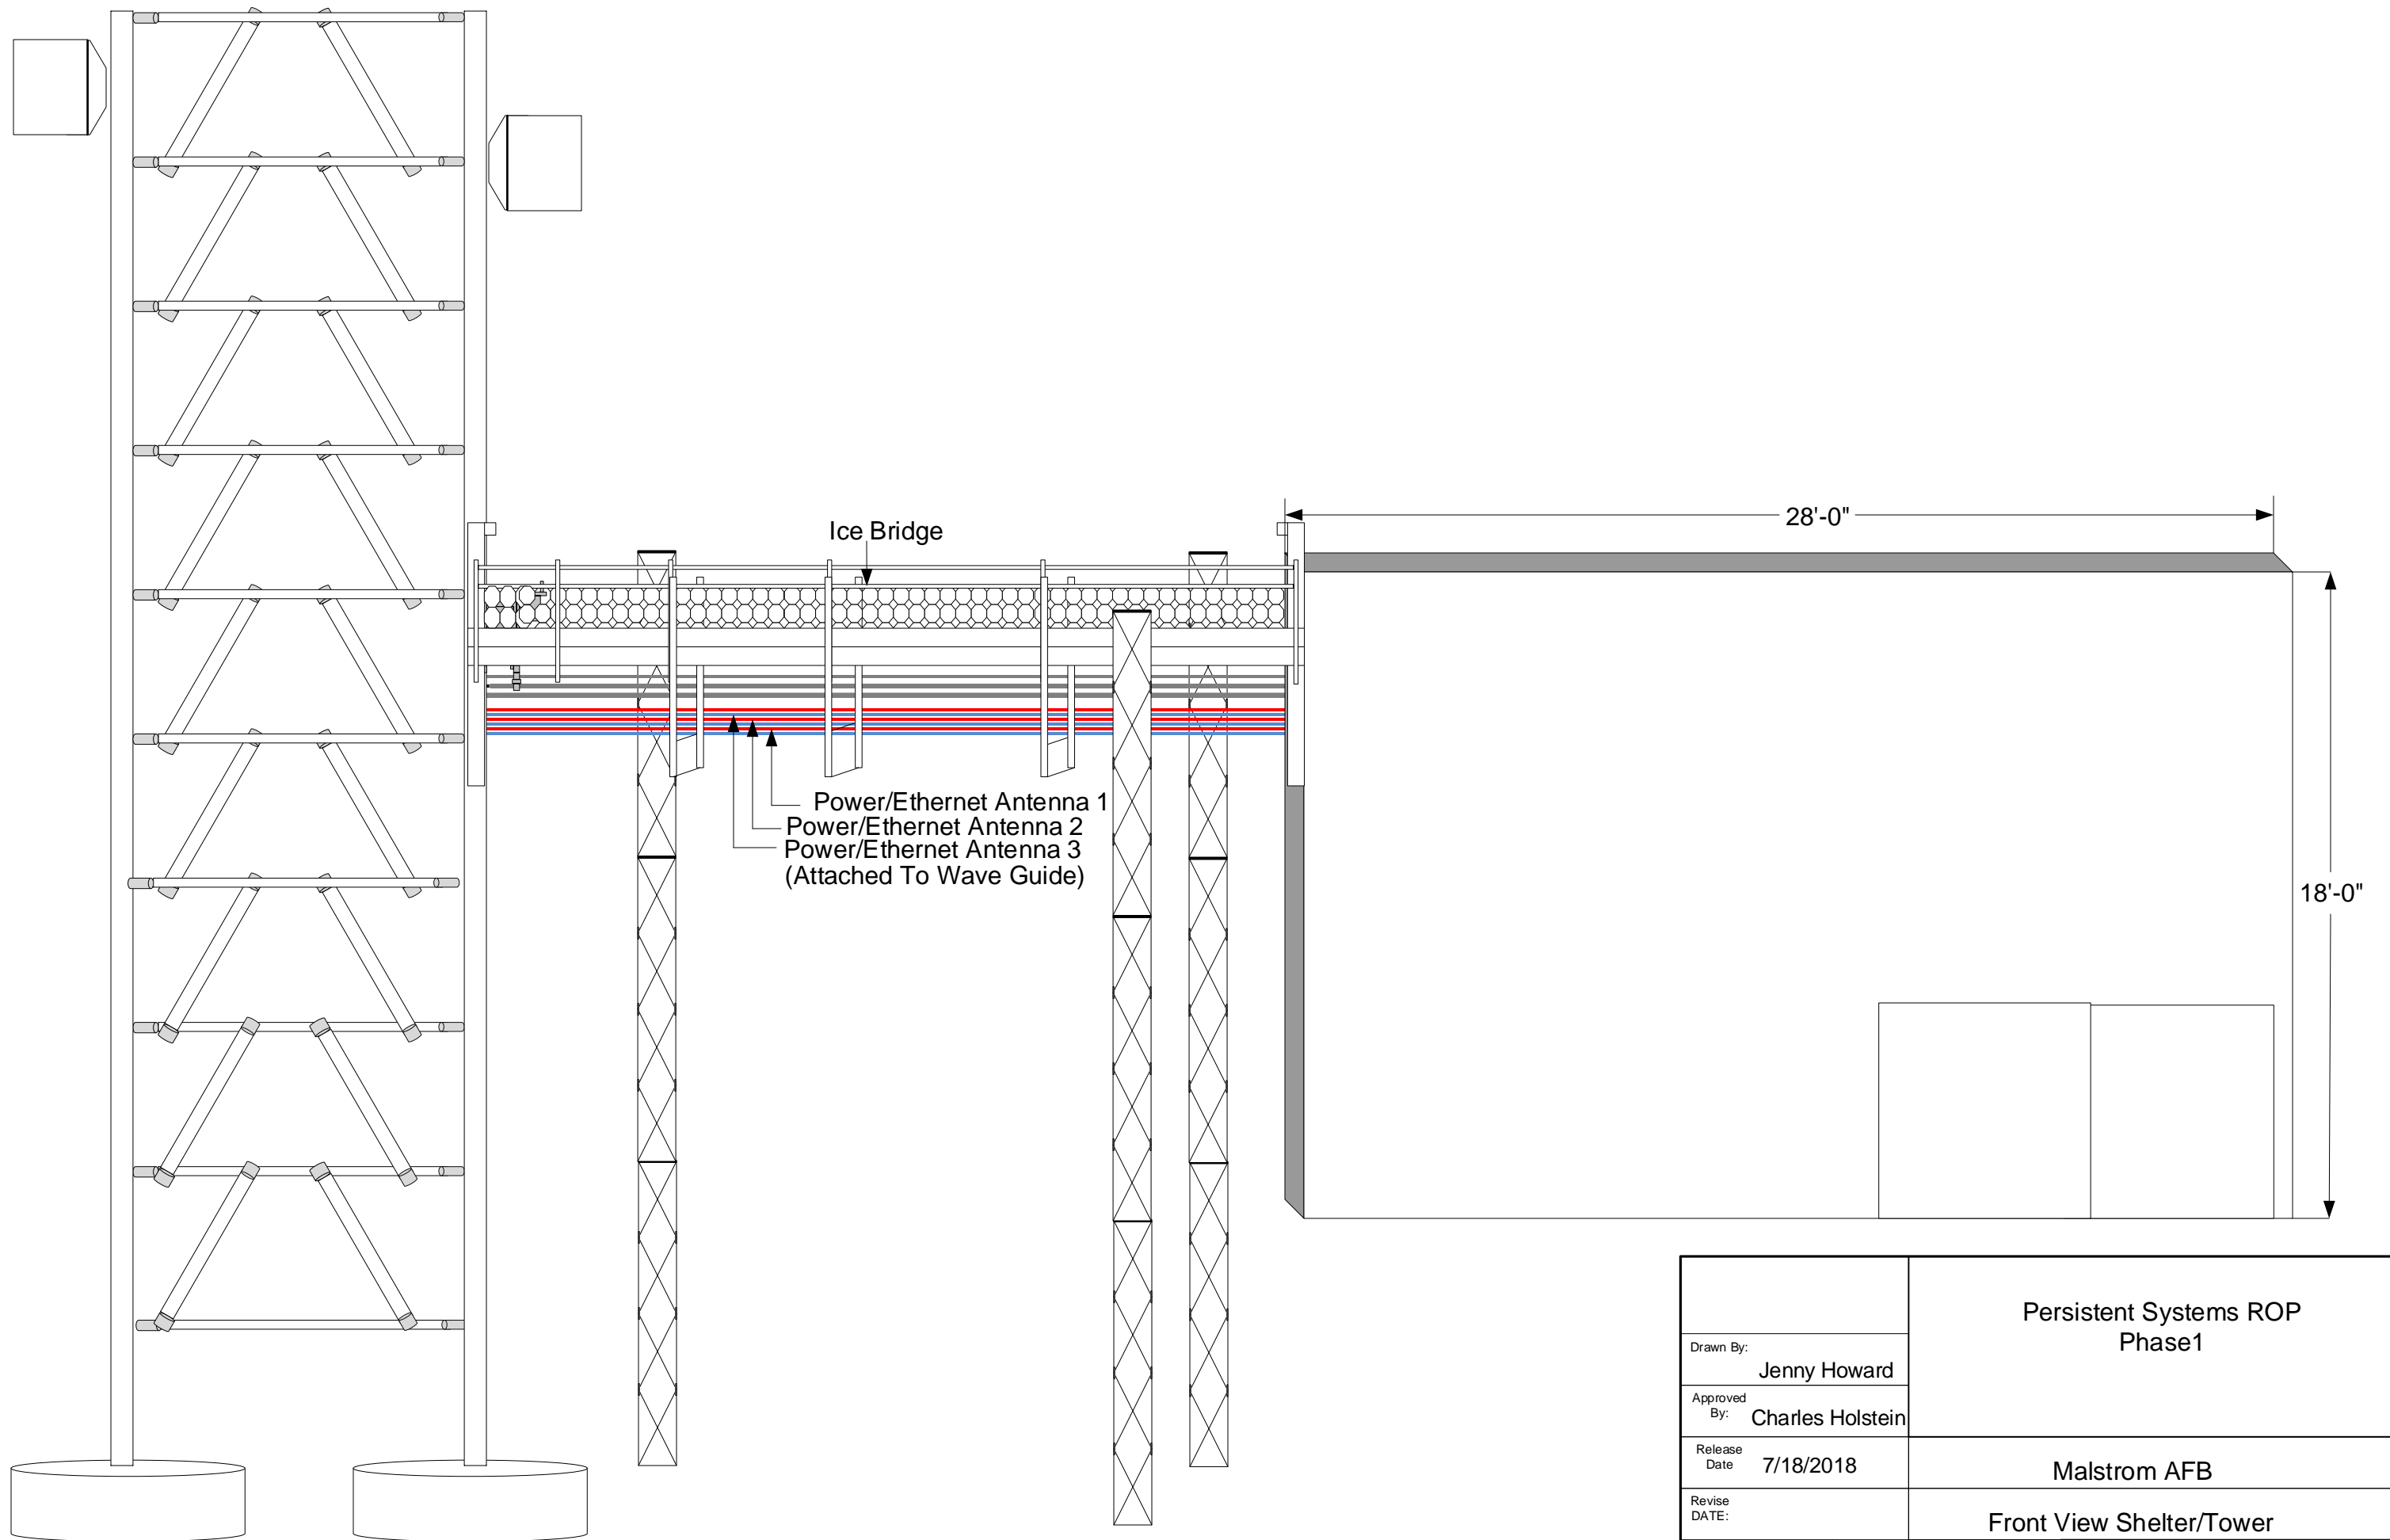 Ice Bridge
28'-0"
18'-0"
Power/Ethernet Antenna 1
Power/Ethernet Antenna 2
Power/Ethernet Antenna 3
(Attached To Wave Guide)
Persistent Systems ROP
Phase1
Drawn By:
Jenny Howard
Approved
By: Charles Holstein
Release
Date 7/18/2018
Malstrom AFB
Revise
DATE:
Front View Shelter/Tower